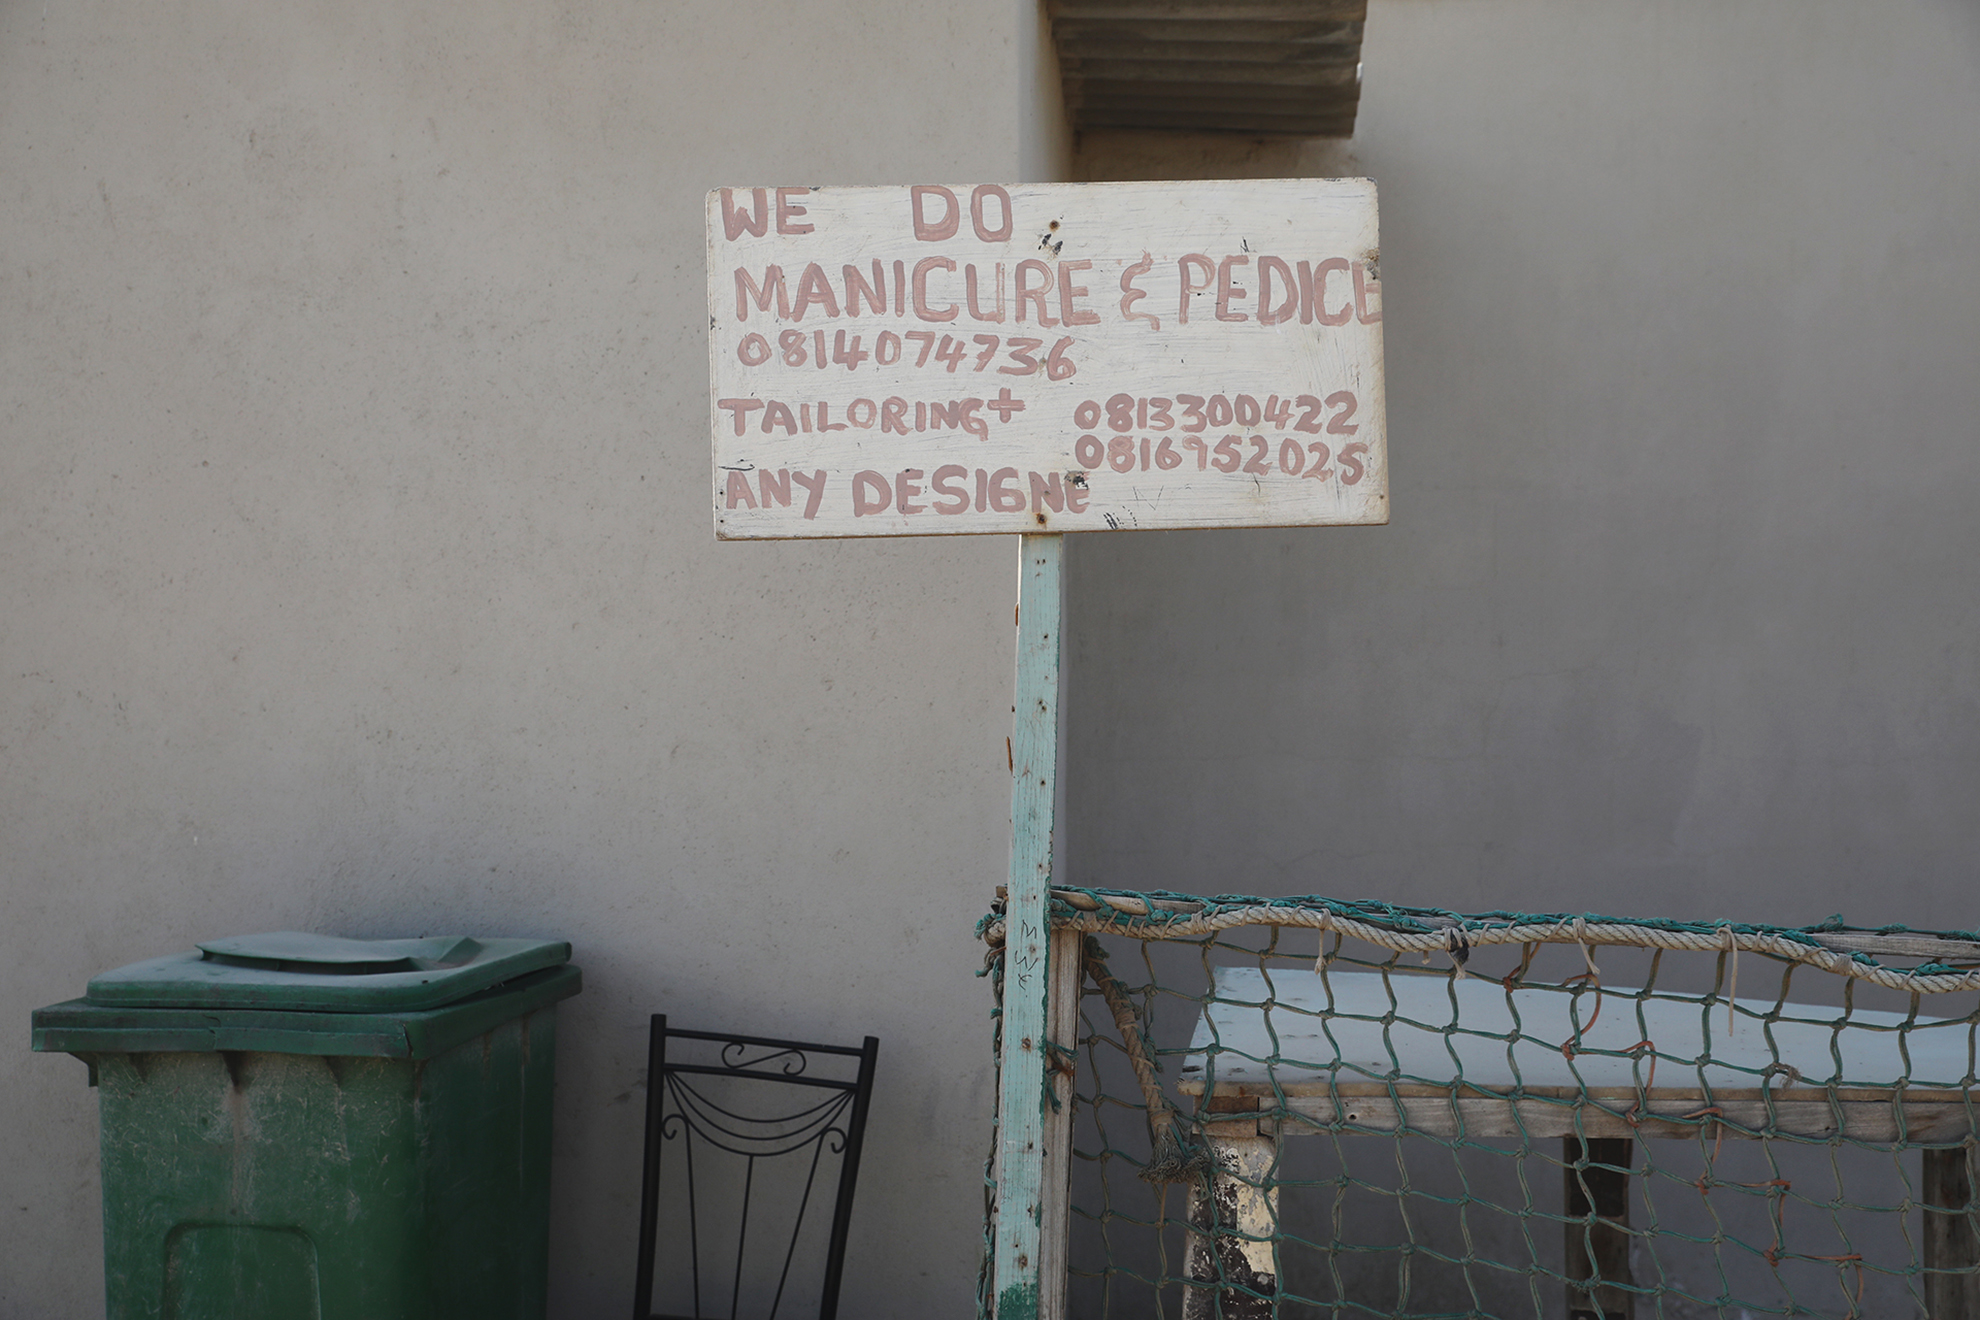 WE DO
MANICURE & PEDICE
0814074736
TAILORING+ 0813300422
0816952025
ANY DESIGNE